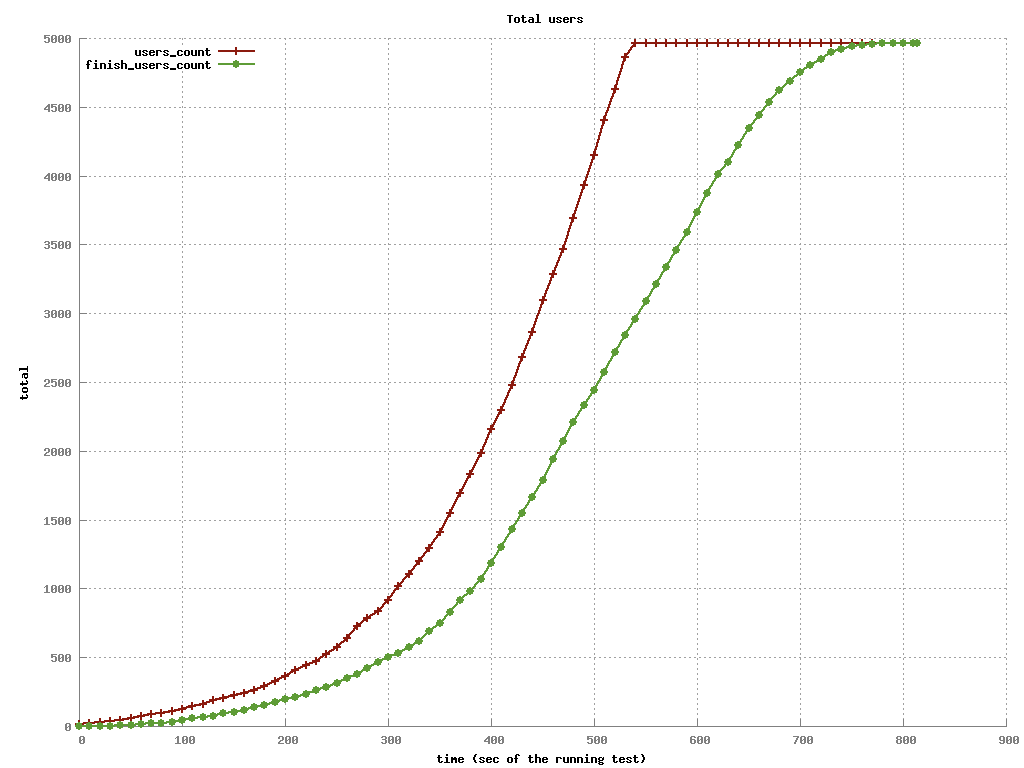 Total users
users_count
finish_users_count
5000
4500
4000
3500
3000
2500
2000
1500
1000
500
0
total
0 100 200 300 400 500 600 700 800 900
time (sec of the running test)